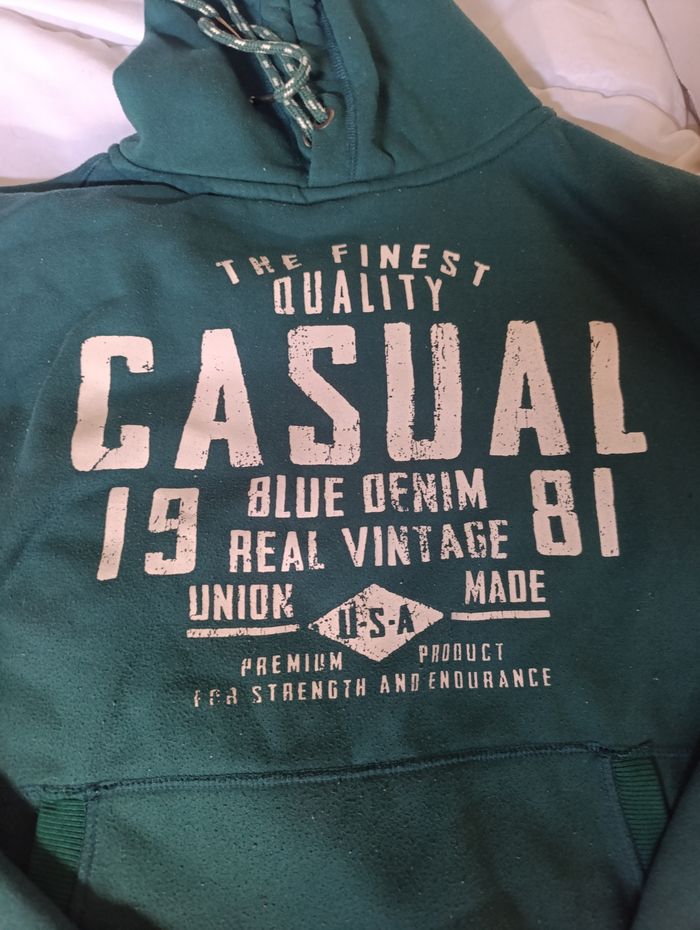 THE FINEST
QUALITY
CASUAL
19 BLUE DENIM 81
REAL VINTAGE
UNION MADE
U-S-A
PREMIUM PRODUCT
FOR STRENGTH AND ENDURANCE